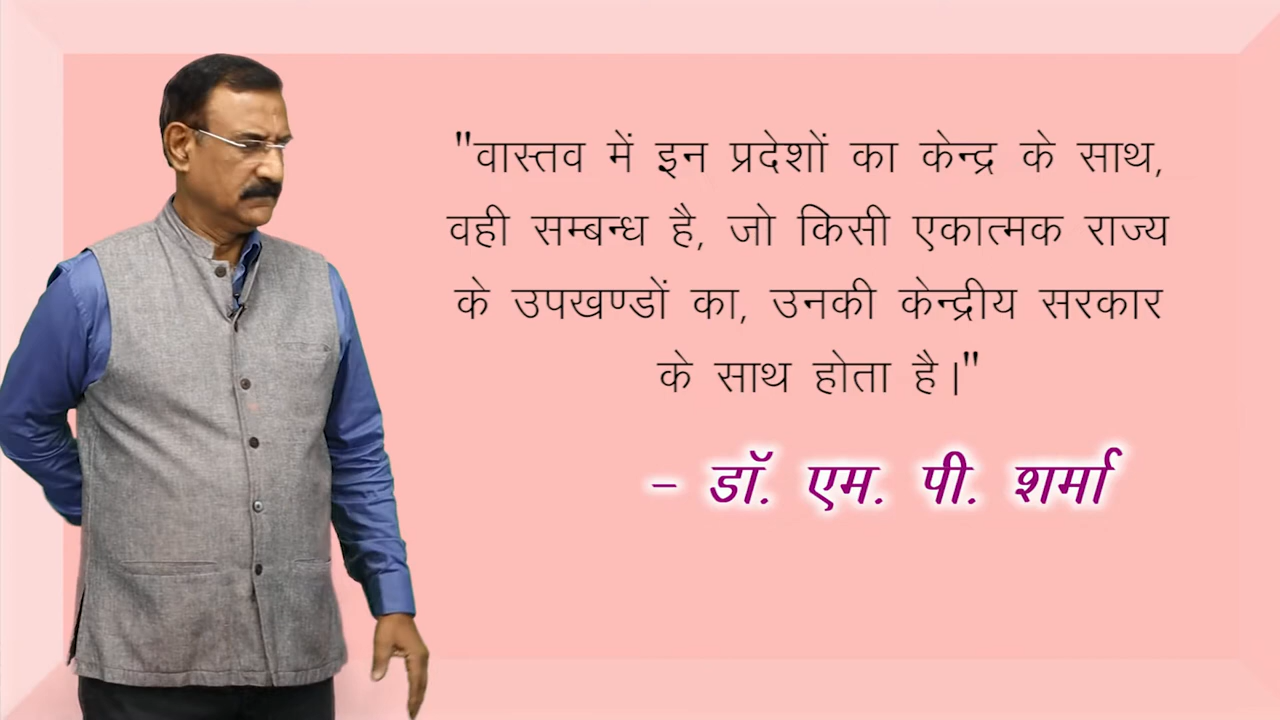 "वास्तव में इन प्रदेशों का केन्द्र के साथ,
वही सम्बन्ध है, जो किसी एकात्मक राज्य
के उपखण्डों का, उनकी केन्द्रीय सरकार
के साथ होता है।"
- डॉ. एम. पी. शर्मा